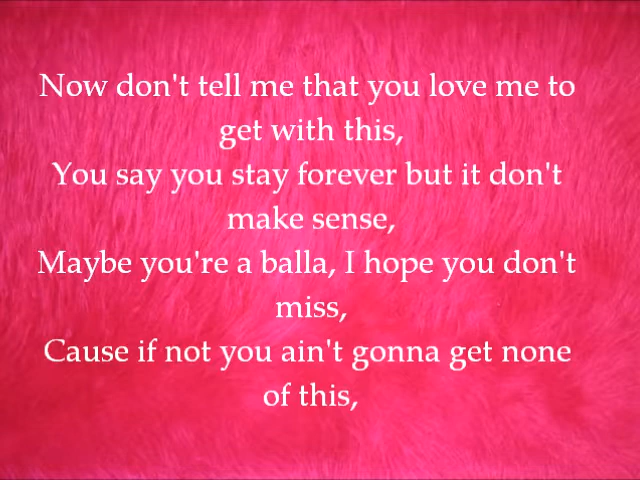 Now don't tell me that you love me to
get with this,
You say you stay forever but it don't
make sense,
Maybe you're a balla, I hope you don't
miss,
Cause if not you ain't gonna get none
of this,